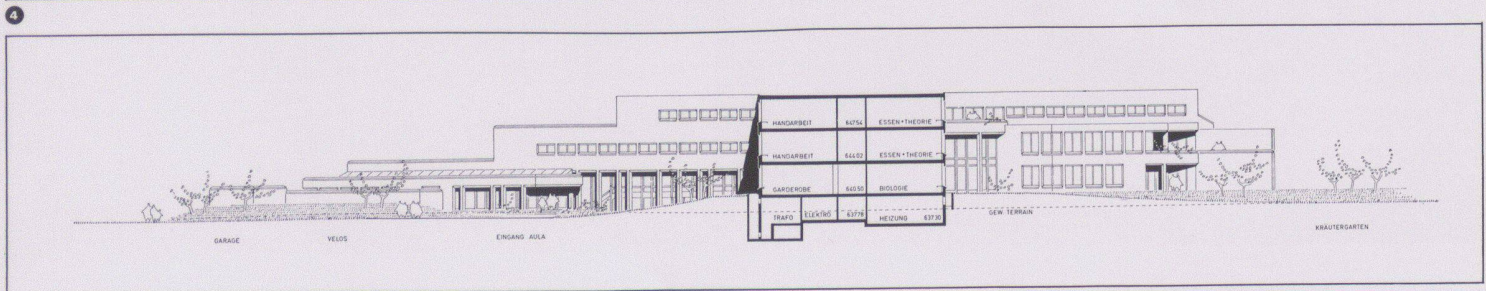 4
HANDARBEIT 647.54 ESSEN+THEORIE
HANDARBEIT 644.02 ESSEN+THEORIE
GARDEROBE 640.50 BIOLOGIE
TRAFO ELEKTRO 637.78 HEIZUNG 637.30
GEW. TERRAIN
GARAGE VELOS EINGANG AULA KRÄUTERGARTEN